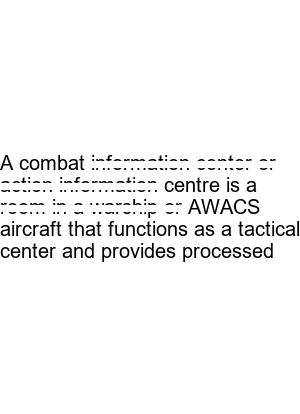 A combat information center or
action information centre is a
room in a warship or AWACS
aircraft that functions as a tactical
center and provides processed